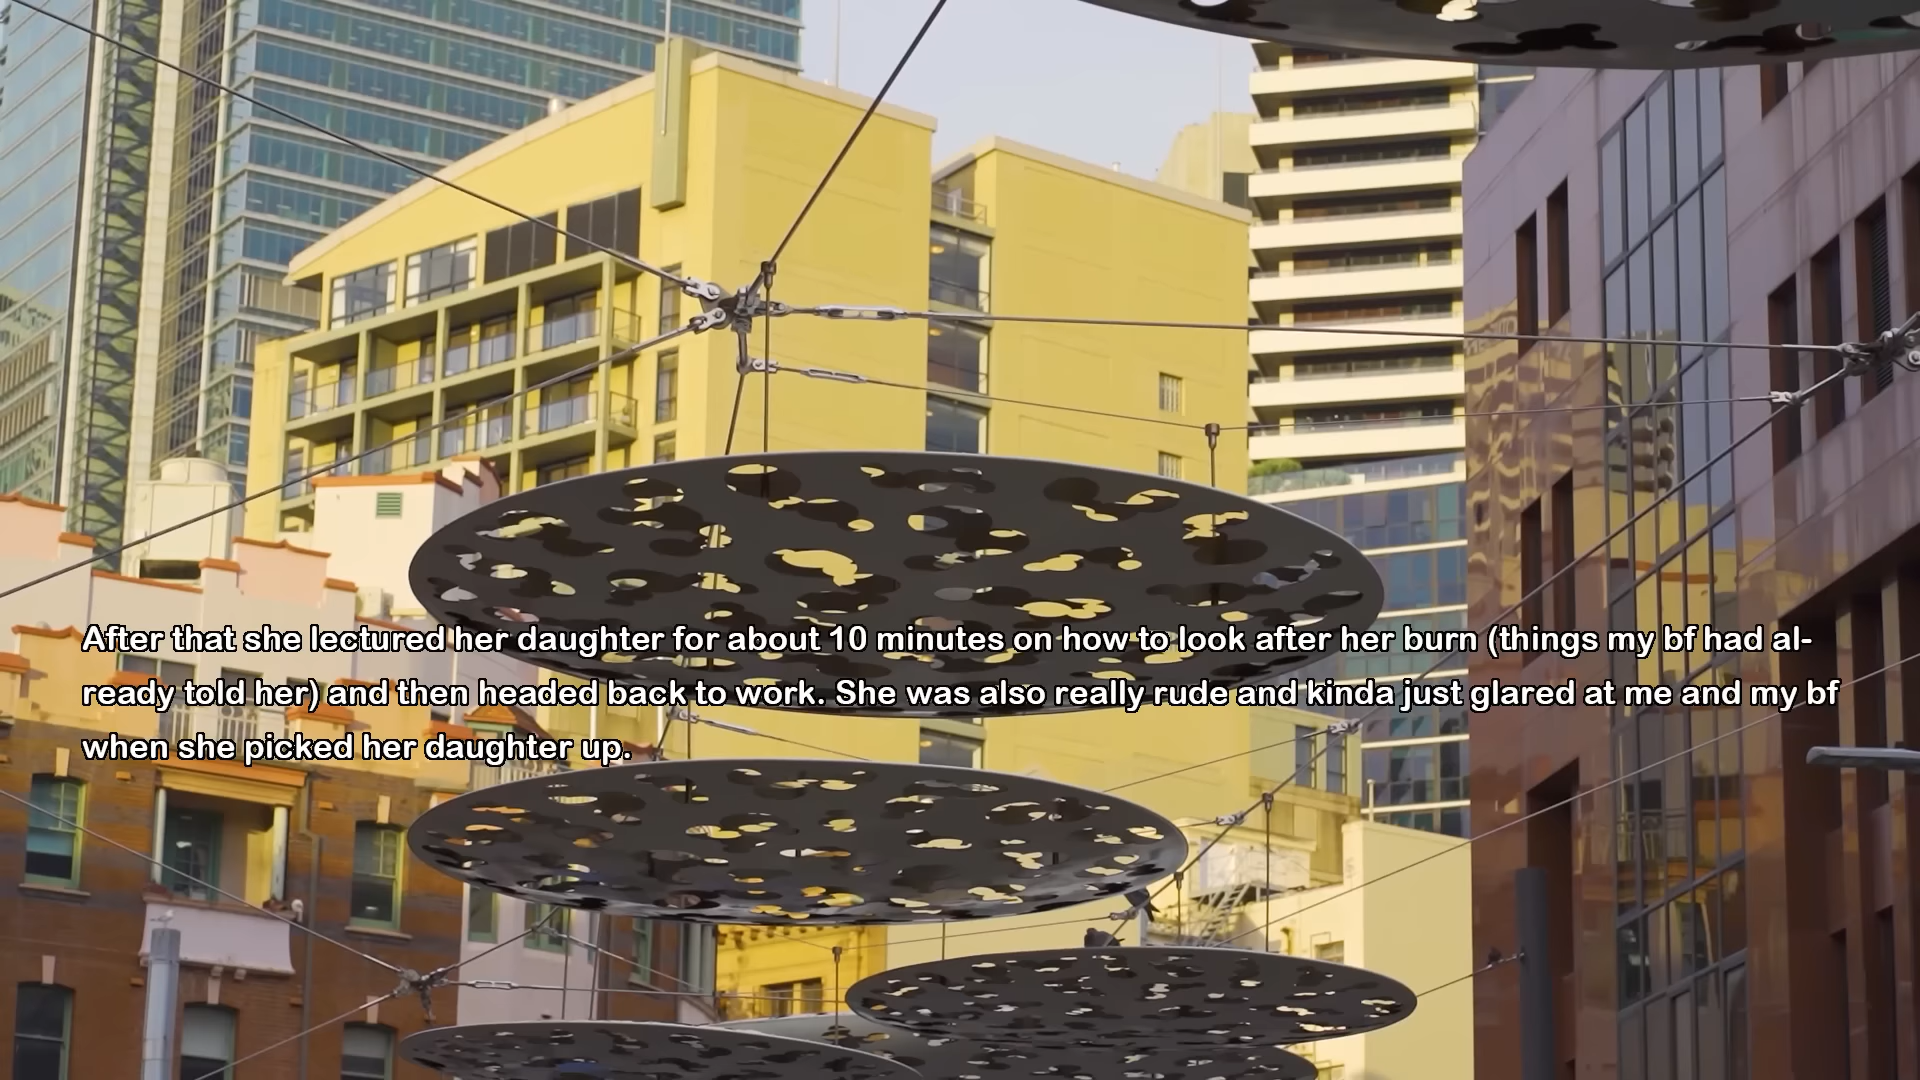 After that she lectured her daughter for about 10 minutes on how to look after her burn (things my bf had al-
ready told her) and then headed back to work. She was also really rude and kinda just glared at me and my bf
when she picked her daughter up.